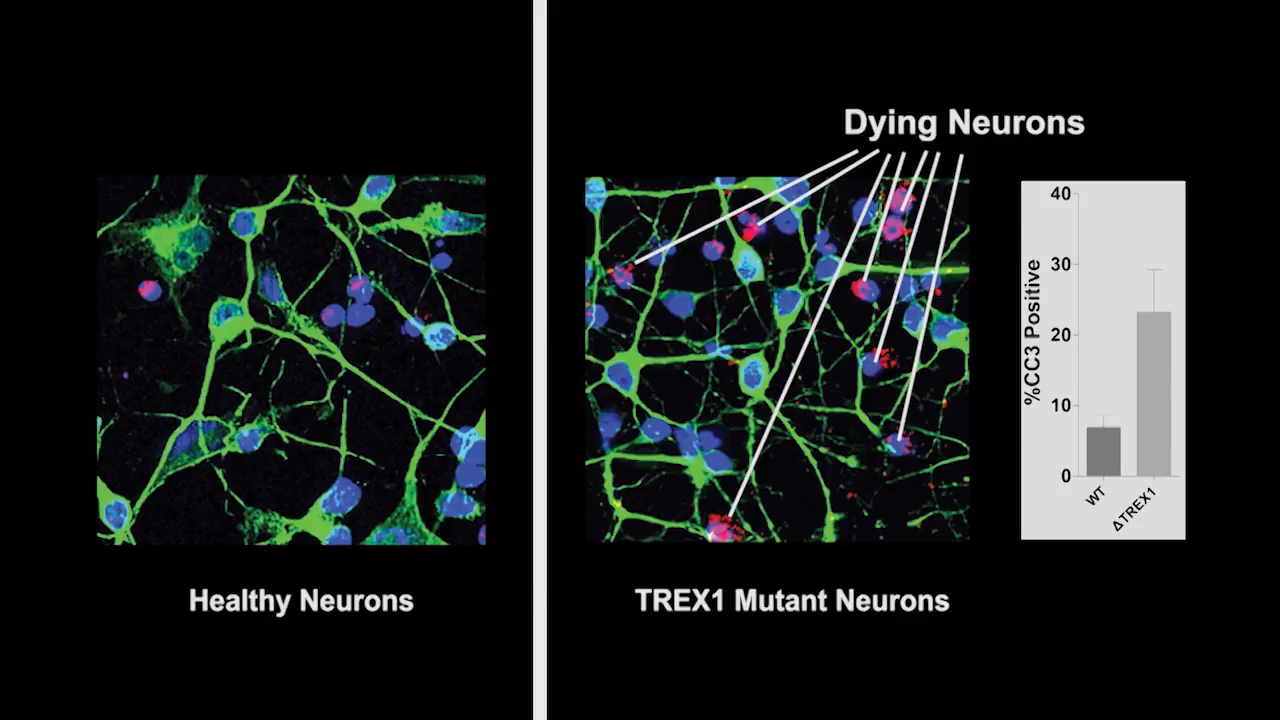 Dying Neurons
40
30
20
10
0
%CC3 Positive
WT
ΔTREX1
Healthy Neurons
TREX1 Mutant Neurons